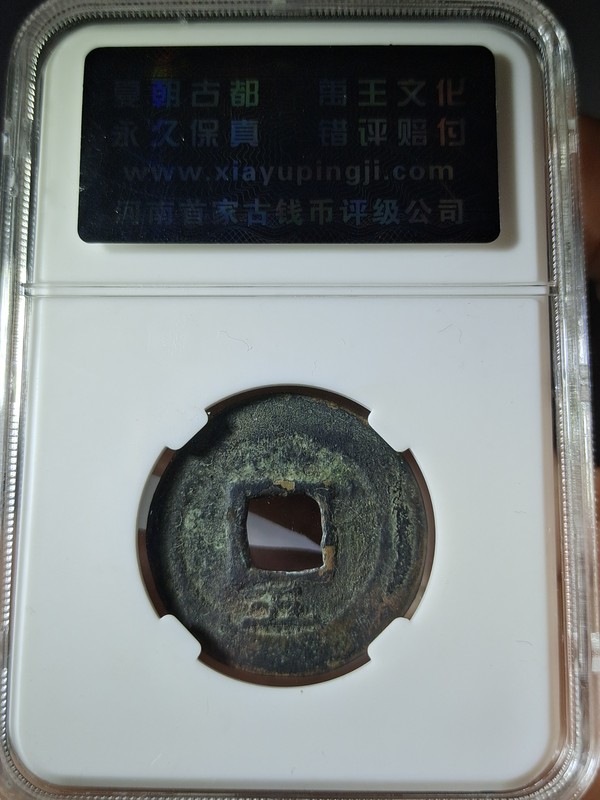 夏朝古都 禹王文化
永久保真 错评赔付
www.xiayupingji.com
河南首家古钱币评级公司
五